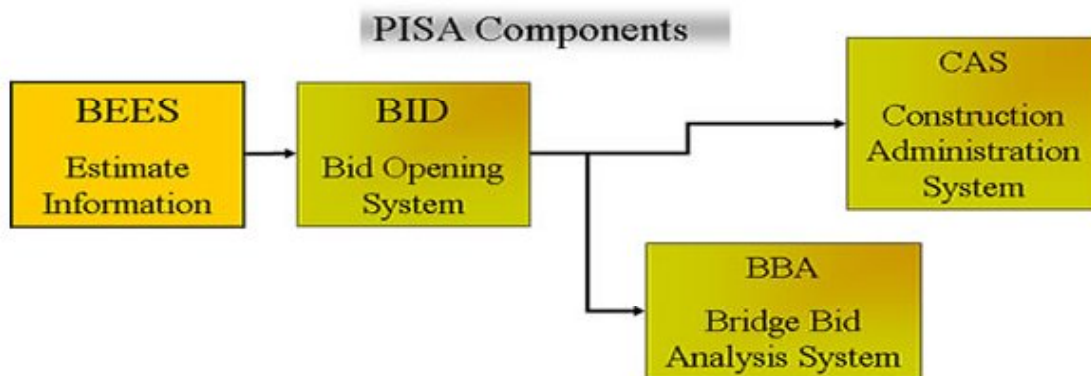 PISA Components
BEES
Estimate
Information
BID
Bid Opening
System
CAS
Construction
Administration
System
BBA
Bridge Bid
Analysis System